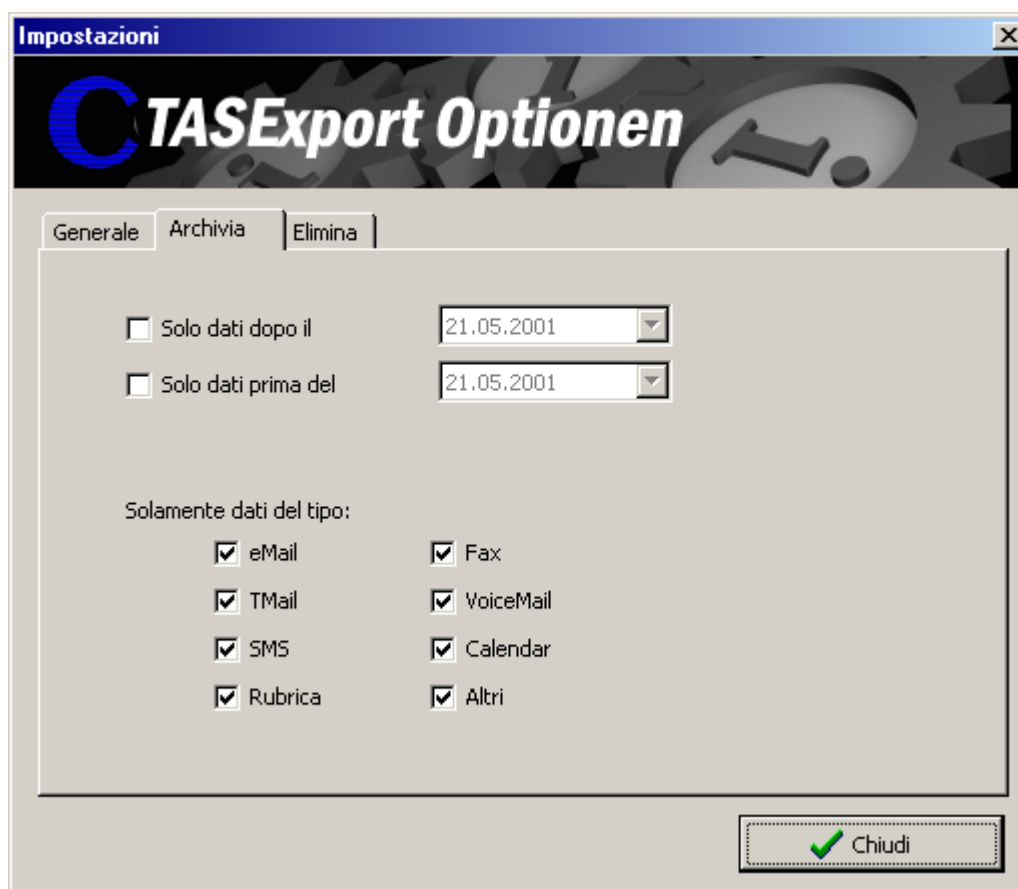 Impostazioni
C TASExport Optionen
Generale Archivia Elimina
Solo dati dopo il 21.05.2001
Solo dati prima del 21.05.2001
Solamente dati del tipo:
eMail Fax
TMail VoiceMail
SMS Calendar
Rubrica Altri
Chiudi